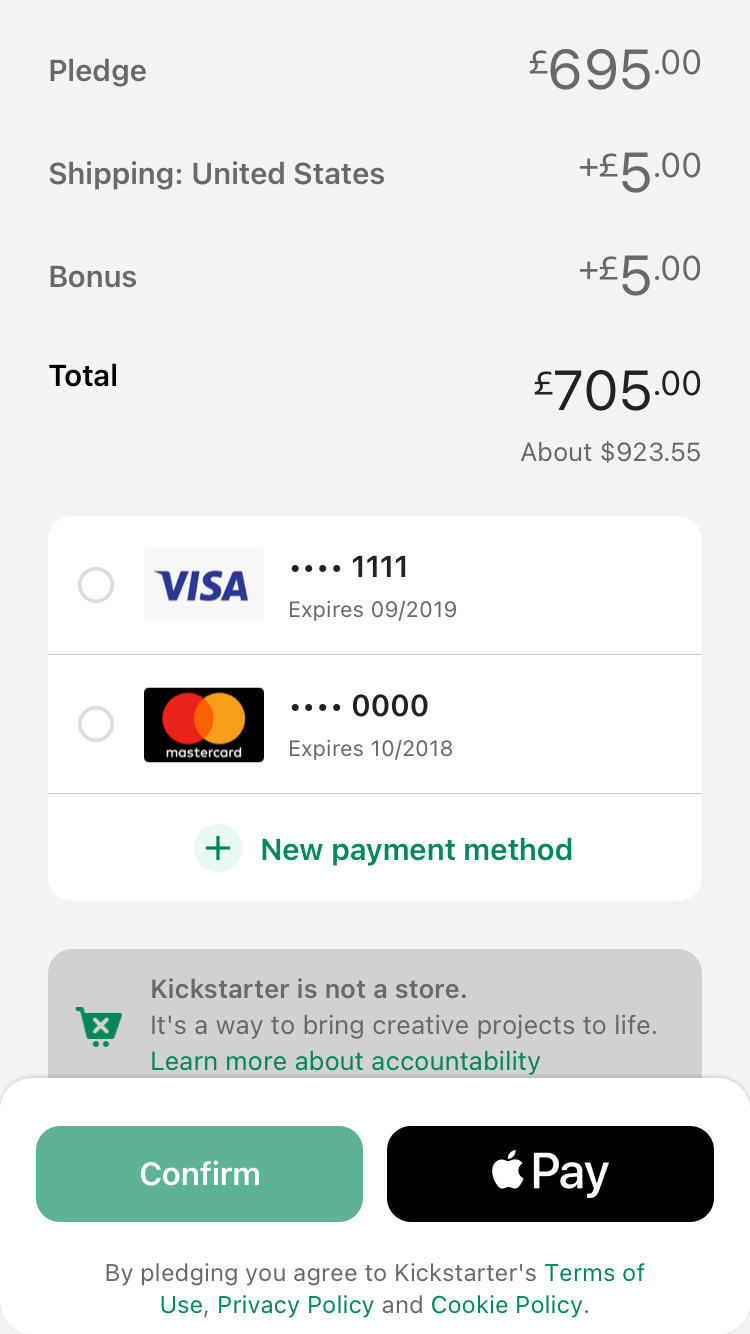 Pledge £695.00
Shipping: United States +£5.00
Bonus +£5.00
Total £705.00
About $923.55
VISA •••• 1111
Expires 09/2019
mastercard •••• 0000
Expires 10/2018
+ New payment method
Kickstarter is not a store.
It's a way to bring creative projects to life.
Learn more about accountability
Confirm Pay
By pledging you agree to Kickstarter's Terms of
Use, Privacy Policy and Cookie Policy.